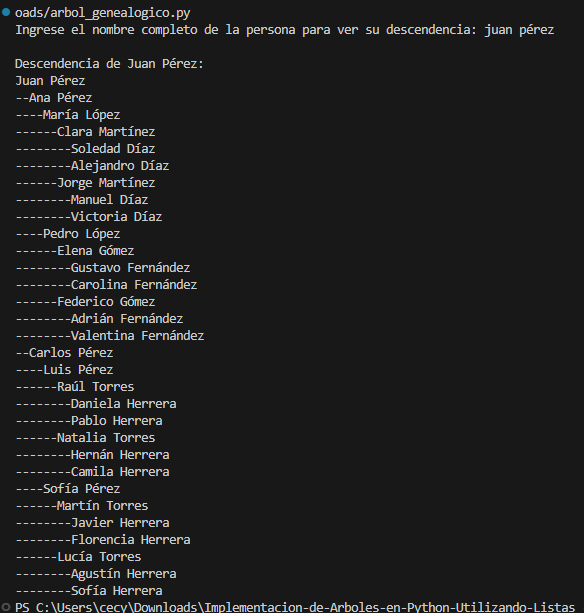 oads/arbol_genealogico.py
Ingrese el nombre completo de la persona para ver su descendencia: juan pérez

Descendencia de Juan Pérez:
Juan Pérez
--Ana Pérez
----María López
------Clara Martínez
--------Soledad Díaz
--------Alejandro Díaz
------Jorge Martínez
--------Manuel Díaz
--------Victoria Díaz
----Pedro López
------Elena Gómez
--------Gustavo Fernández
--------Carolina Fernández
------Federico Gómez
--------Adrián Fernández
--------Valentina Fernández
--Carlos Pérez
----Luis Pérez
------Raúl Torres
--------Daniela Herrera
--------Pablo Herrera
------Natalia Torres
--------Hernán Herrera
--------Camila Herrera
----Sofía Pérez
------Martín Torres
--------Javier Herrera
--------Florencia Herrera
------Lucía Torres
--------Agustín Herrera
--------Sofía Herrera
PS C:\Users\cecy\Downloads\Implementacion-de-Arboles-en-Python-Utilizando-Listas